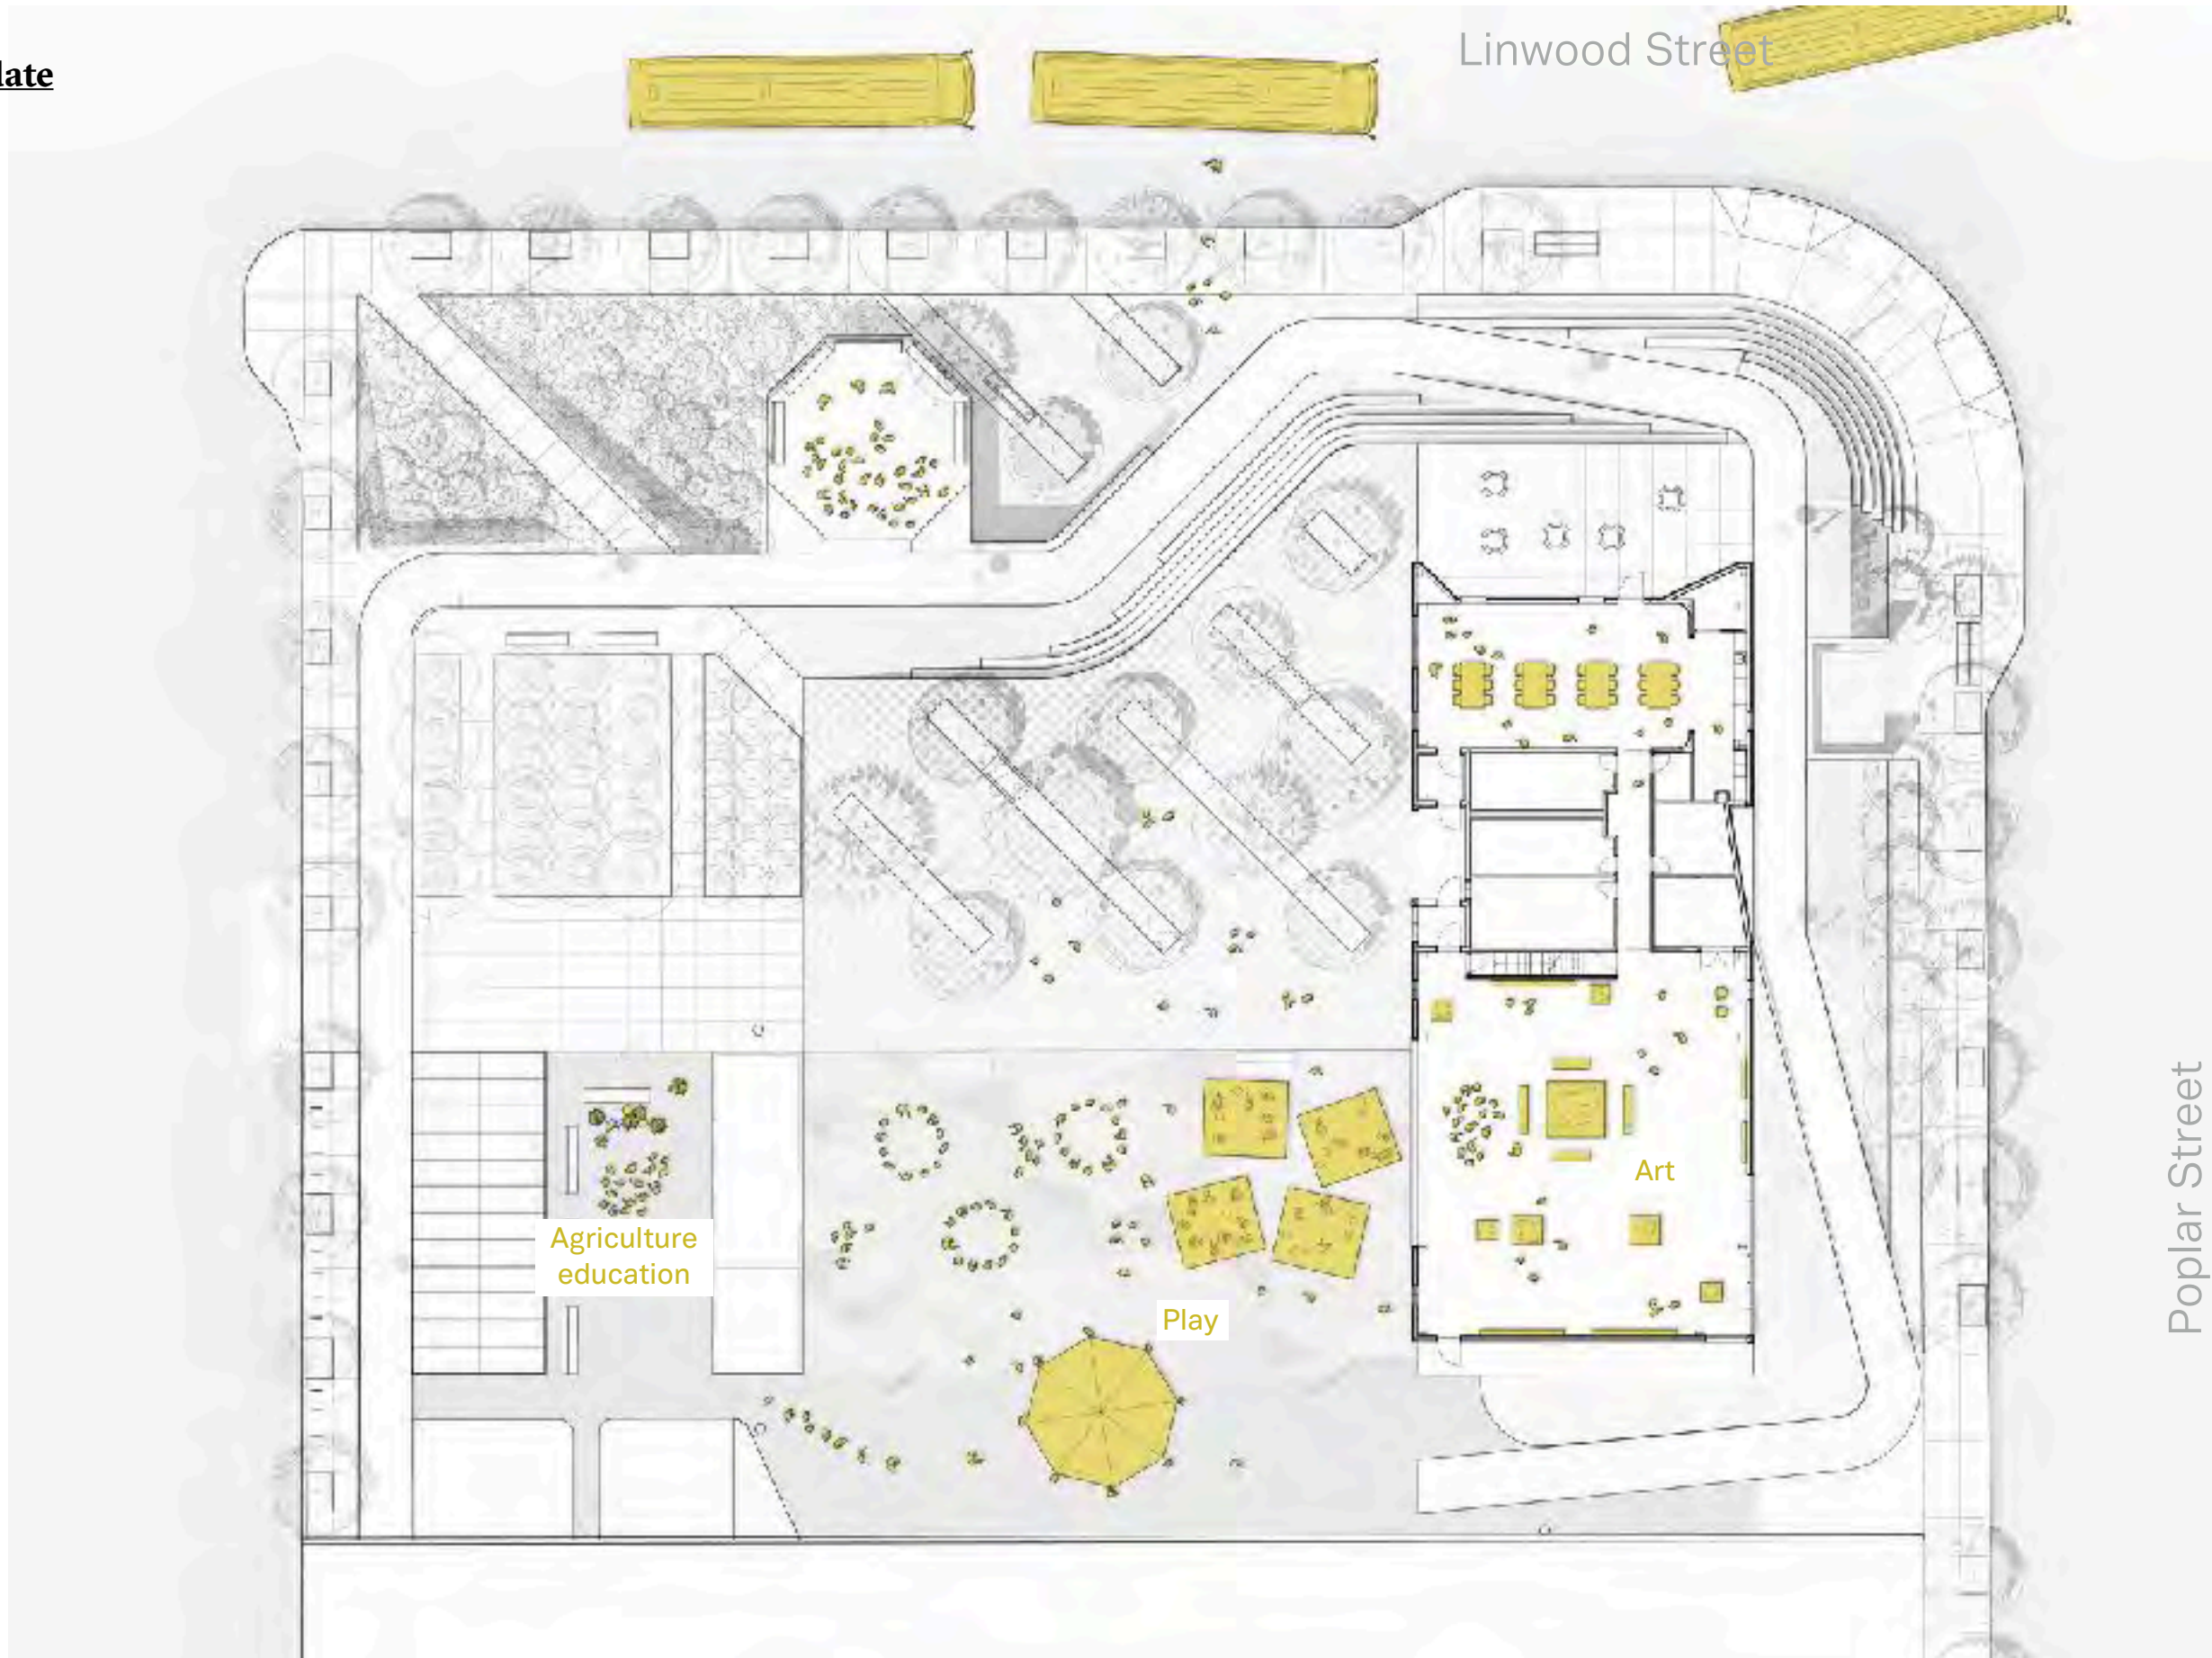 late
Linwood Street
Poplar Street
Art
Agriculture
education
Play